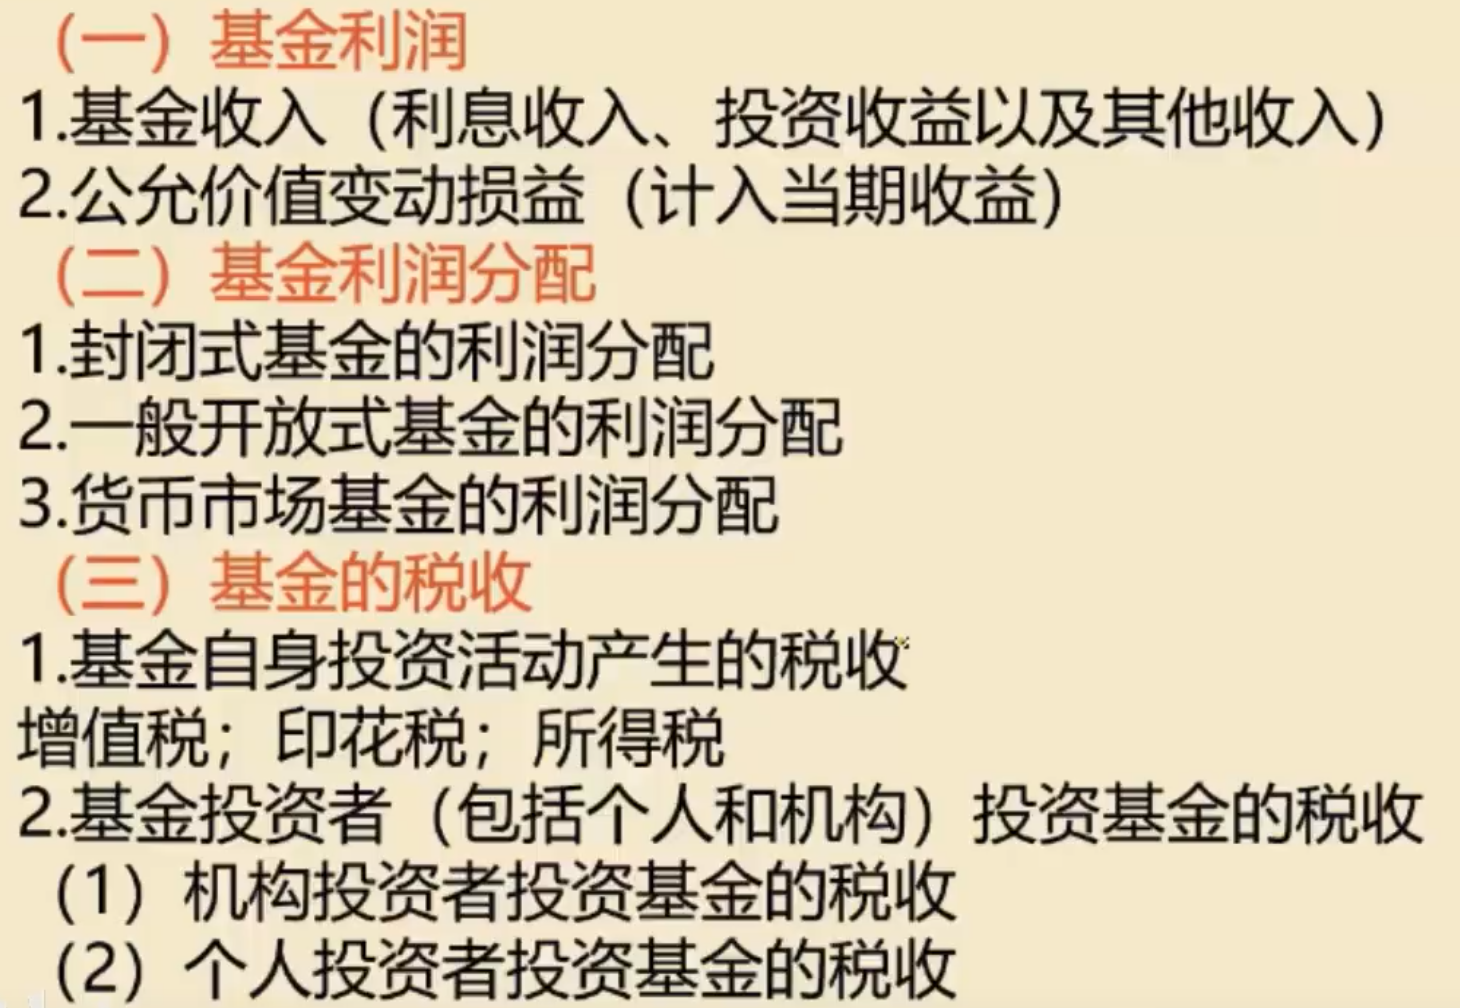 （一）基金利润
1.基金收入（利息收入、投资收益以及其他收入）
2.公允价值变动损益（计入当期收益）
（二）基金利润分配
1.封闭式基金的利润分配
2.一般开放式基金的利润分配
3.货币市场基金的利润分配
（三）基金的税收
1.基金自身投资活动产生的税收
增值税；印花税；所得税
2.基金投资者（包括个人和机构）投资基金的税收
（1）机构投资者投资基金的税收
（2）个人投资者投资基金的税收